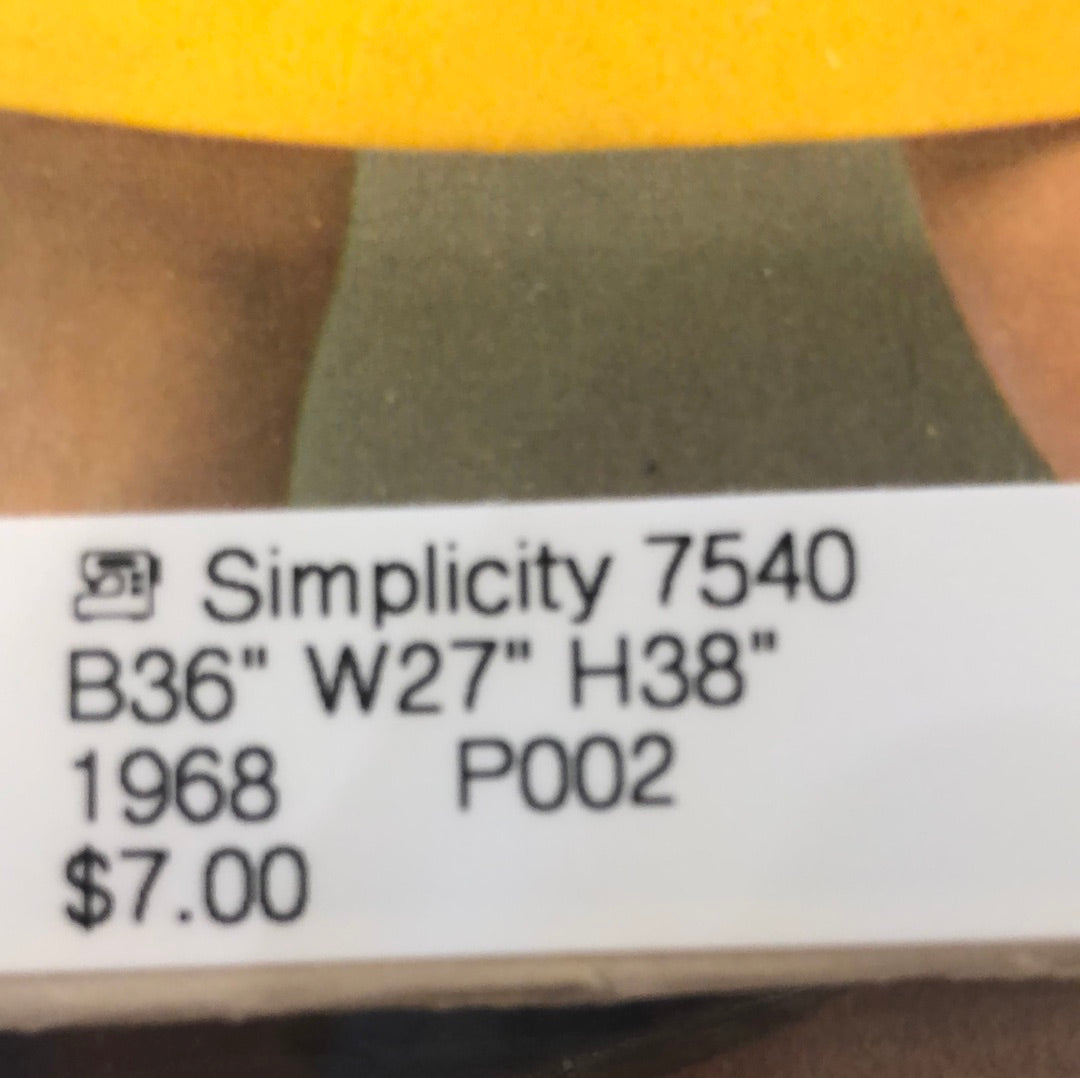 Simplicity 7540
B36" W27" H38"
1968 P002
$7.00